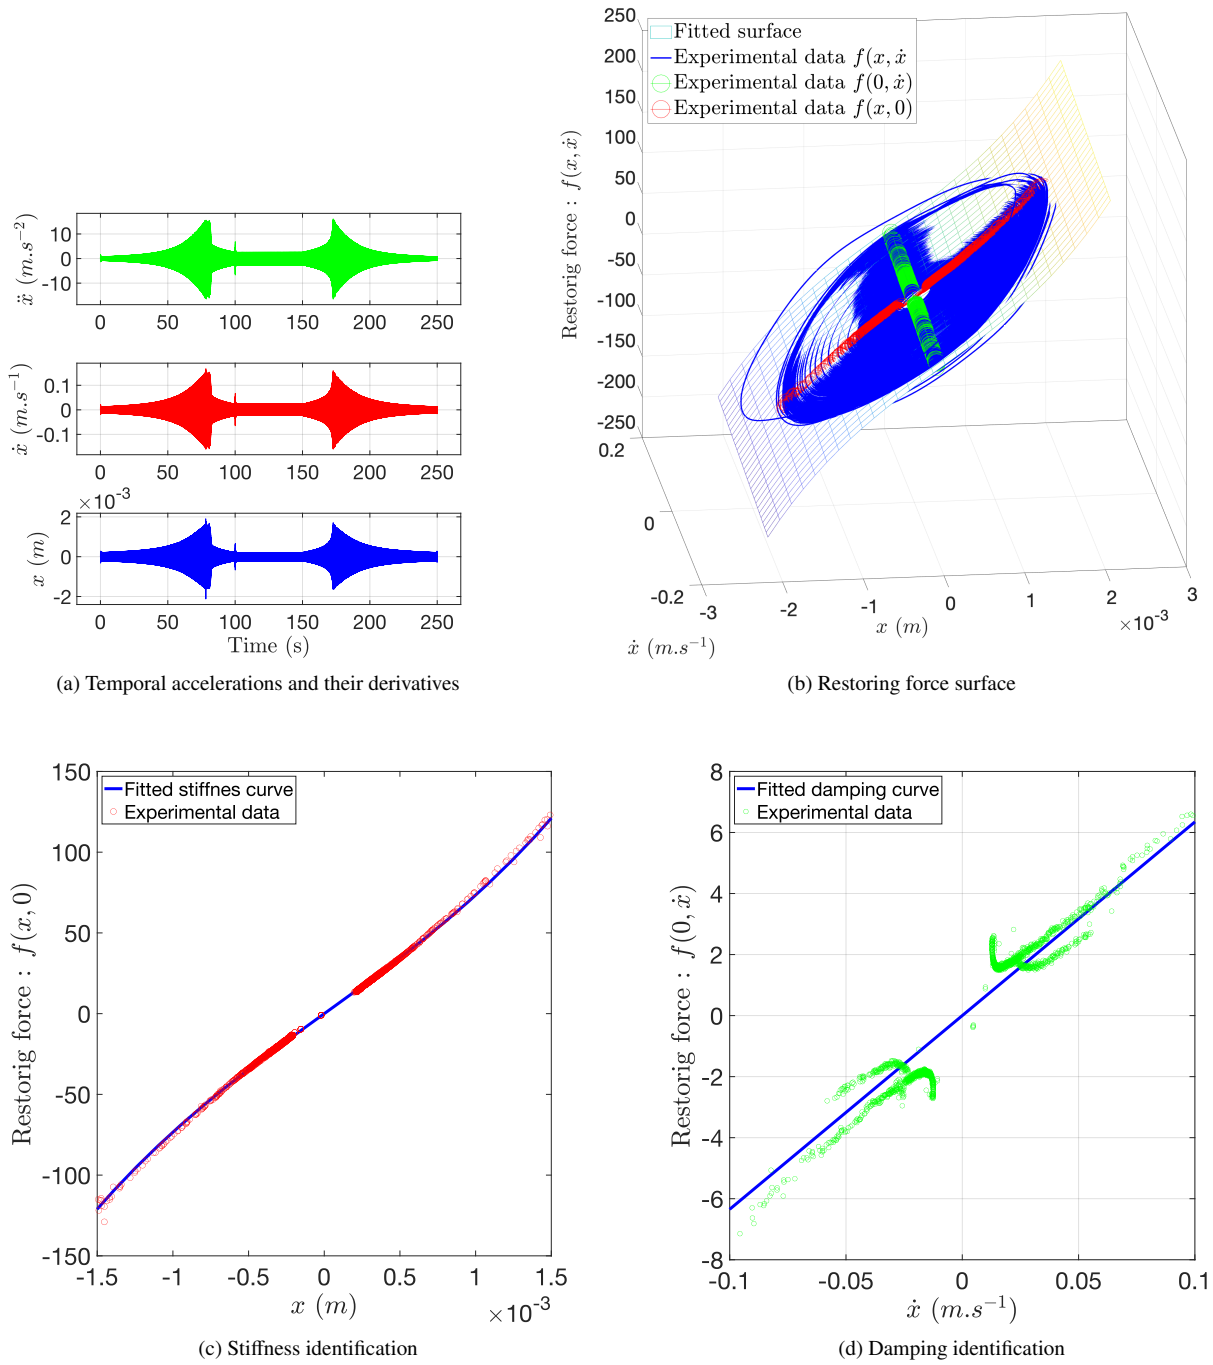 10
0
-10
ẍ (m.s⁻²)
0 50 100 150 200 250
0.1
0
-0.1
ẋ (m.s⁻¹)
0 50 100 150 200 250
×10⁻³
2
0
-2
x (m)
0 50 100 150 200 250
Time (s)
(a) Temporal accelerations and their derivatives
Fitted surface
Experimental data f(x, ẋ
Experimental data f(0, ẋ)
Experimental data f(x, 0)
Restorig force : f(x, ẋ)
250
200
150
100
50
0
-50
-100
-150
-200
-250
0.2
0
-0.2
-3 -2 -1 0 1 2 3
x (m)
×10⁻³
ẋ (m.s⁻¹)
(b) Restoring force surface
Fitted stiffnes curve
Experimental data
Restorig force : f(x, 0)
150
100
50
0
-50
-100
-150
-1.5 -1 -0.5 0 0.5 1 1.5
x (m)
×10⁻³
(c) Stiffness identification
Fitted damping curve
Experimental data
Restorig force : f(0, ẋ)
8
6
4
2
0
-2
-4
-6
-8
-0.1 -0.05 0 0.05 0.1
ẋ (m.s⁻¹)
(d) Damping identification